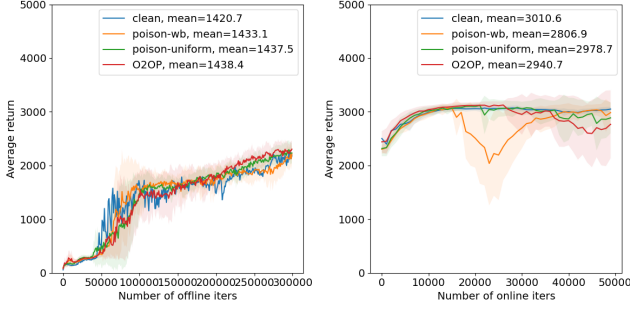 5000
4000
3000
2000
1000
0
Average return
clean, mean=1420.7
poison-wb, mean=1433.1
poison-uniform, mean=1437.5
O2OP, mean=1438.4
0 50000 100000 150000 200000 250000 300000
Number of offline iters
5000
4000
3000
2000
1000
0
Average return
clean, mean=3010.6
poison-wb, mean=2806.9
poison-uniform, mean=2978.7
O2OP, mean=2940.7
0 10000 20000 30000 40000 50000
Number of online iters